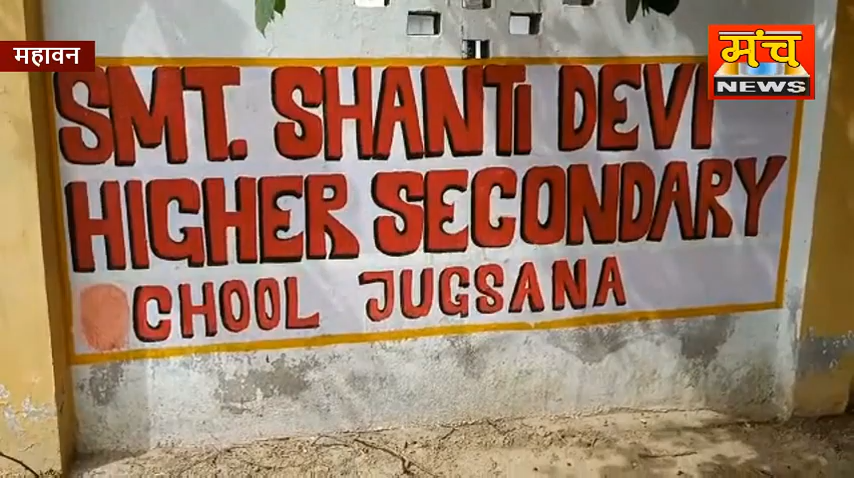 महावन
मंच
NEWS
SMT. SHANTI DEVI
HIGHER SECONDARY
CHOOL JUGSANA